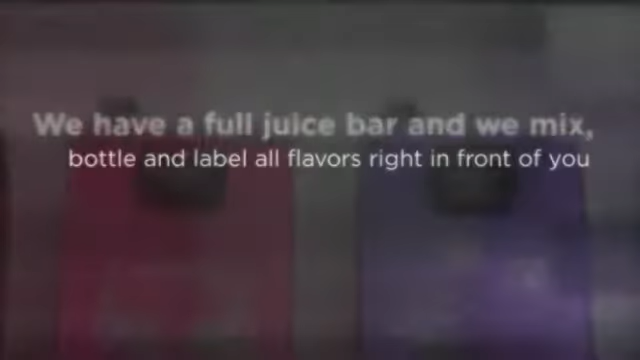 We have a full juice bar and we mix,
bottle and label all flavors right in front of you